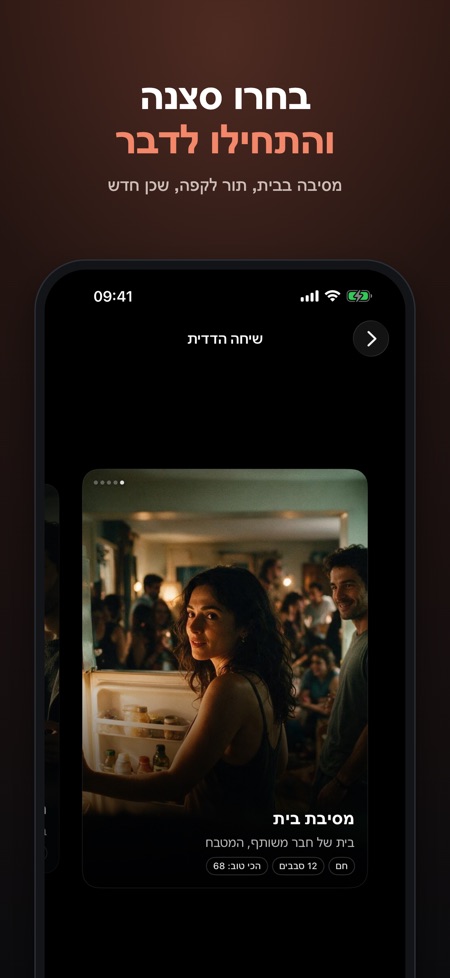 בחרו סצנה
והתחילו לדבר
מסיבה בבית, תור לקפה, שכן חדש
09:41
שיחה הדדית
מסיבת בית
בית של חבר משותף, המטבח
חם
12 סבבים
הכי טוב: 68